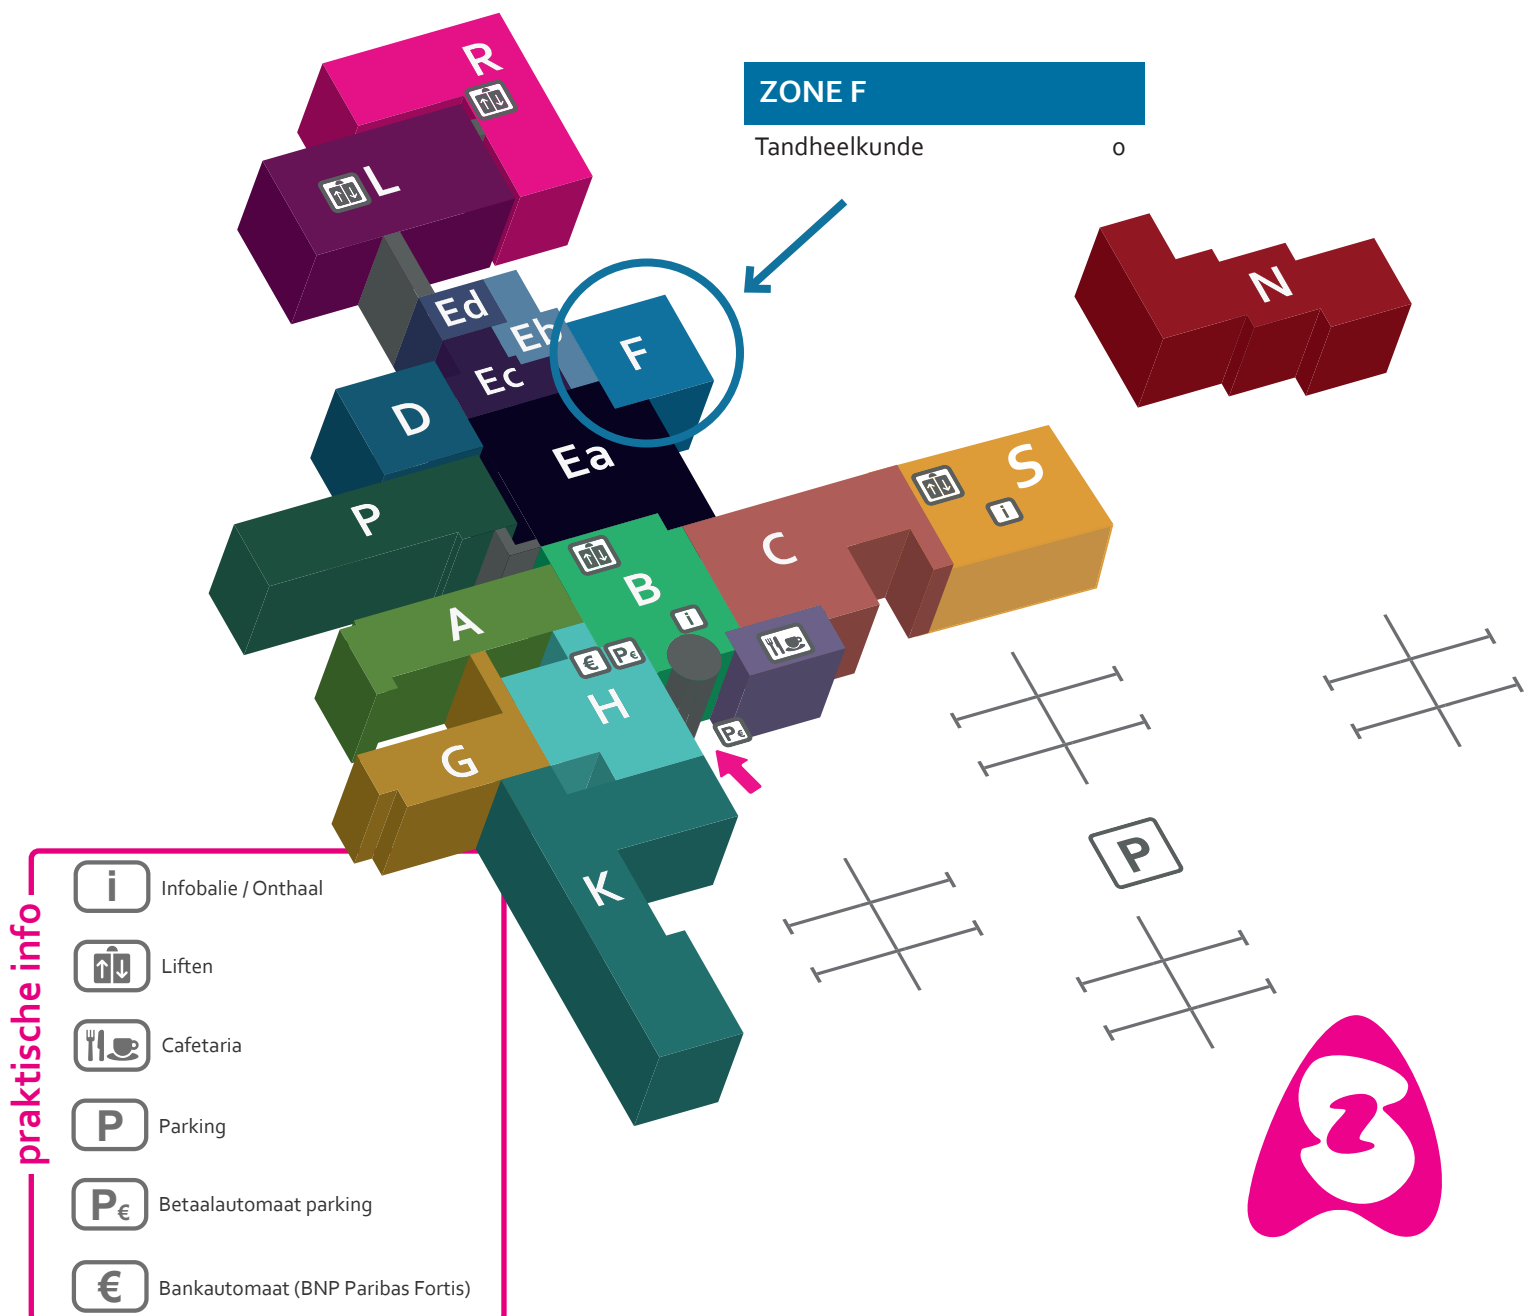 R
ZONE F
Tandheelkunde 0
L
N
Ed
Eb
F
Ec
D
Ea
S
i
P
C
B
A
i
€ P€
H
P€
G
P
K
praktische info
i Infobalie / Onthaal
Liften
Cafetaria
P Parking
P€ Betaalautomaat parking
€ Bankautomaat (BNP Paribas Fortis)